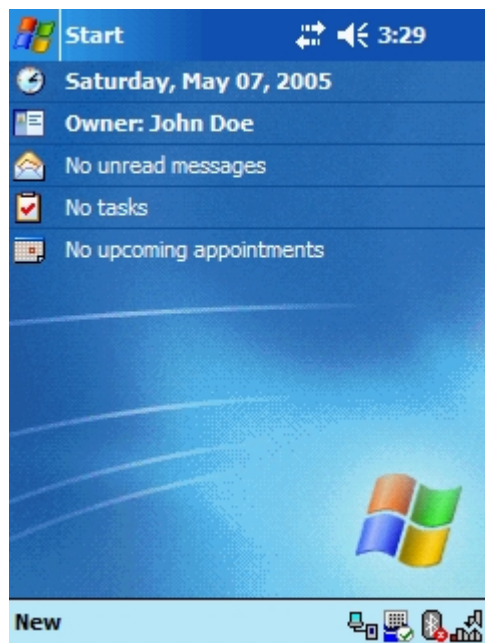 Start 3:29
Saturday, May 07, 2005
Owner: John Doe
No unread messages
No tasks
No upcoming appointments
New